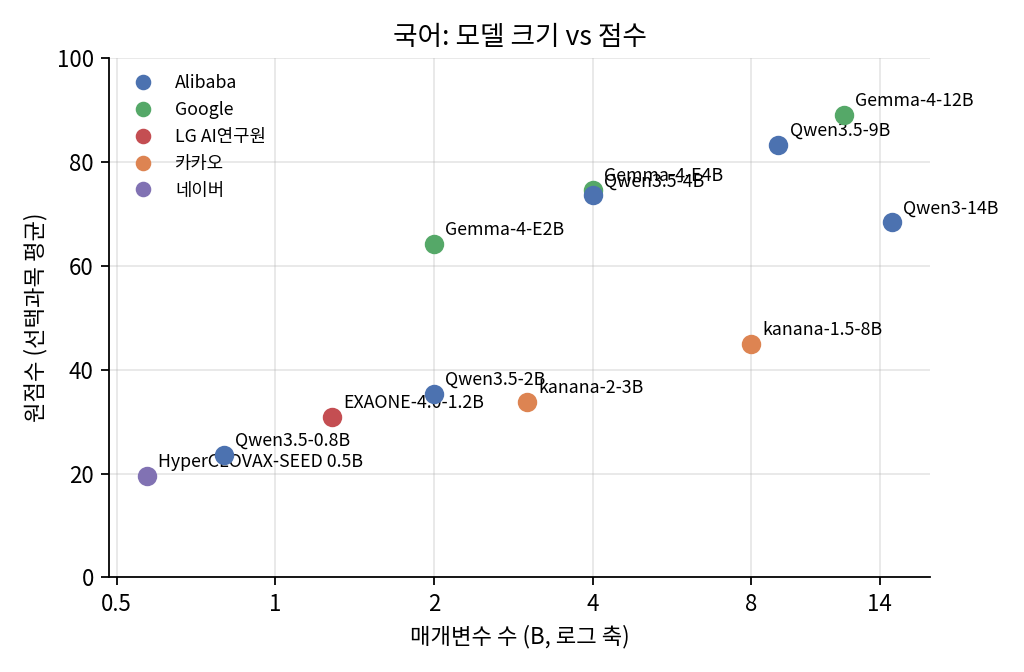 국어: 모델 크기 vs 점수
Alibaba
Google
LG AI연구원
카카오
네이버
원점수 (선택과목 평균)
100
80
60
40
20
0
Gemma-4-12B
Qwen3.5-9B
Gemma-4-E4B
Qwen3.5-4B
Qwen3-14B
Gemma-4-E2B
kanana-1.5-8B
Qwen3.5-2B
kanana-2-3B
EXAONE-4.0-1.2B
Qwen3.5-0.8B
HyperCLOVAX-SEED 0.5B
0.5 1 2 4 8 14
매개변수 수 (B, 로그 축)